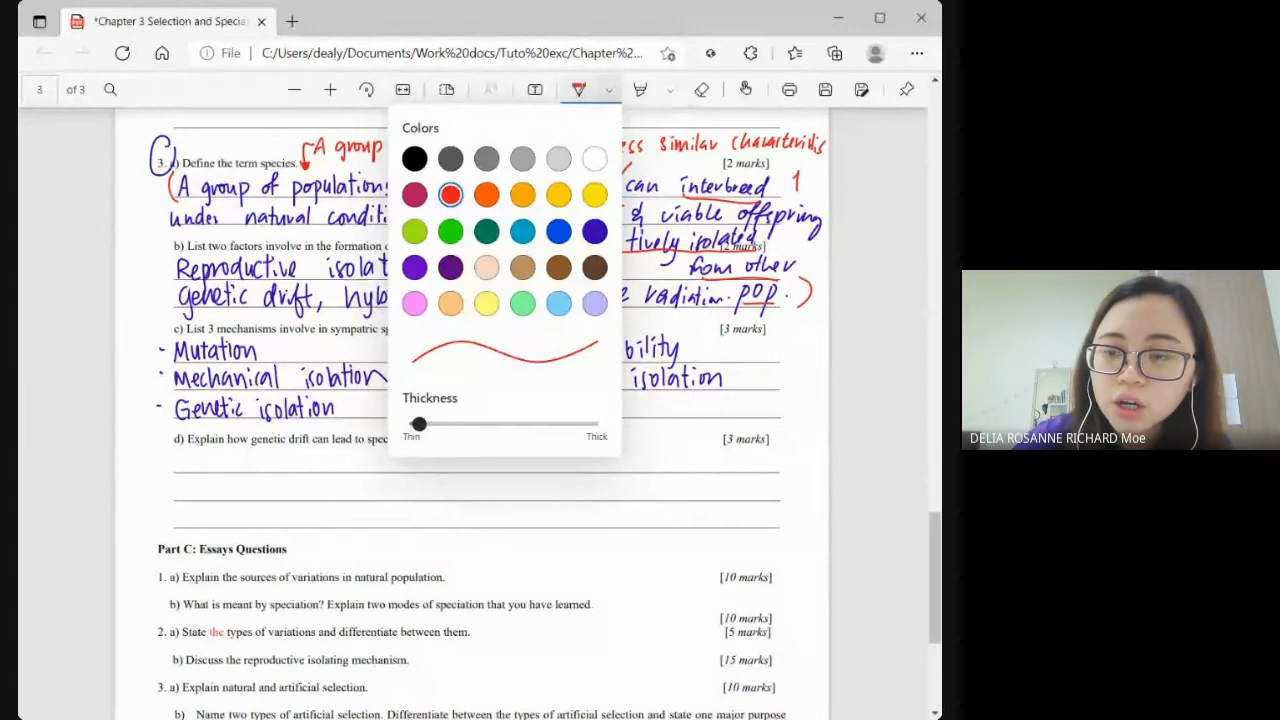 *Chapter 3 Selection and Specia
File C:/Users/dealy/Documents/Work%20docs/Tuto%20exc/Chapter%2...
3 of 3
A group ess similar characteristis
3. a) Define the term species. [2 marks]
(A group of population can interbreed 1
under natural conditi & viable offspring
tively isolated
b) List two factors involve in the formation marks]
Reproductive isolat from other
genetic drift, hyb radiation. pop.)
c) List 3 mechanisms involve in sympatric s [3 marks]
- Mutation bility
· Mechanical isolation isolation
- Genetic isolation
d) Explain how genetic drift can lead to spec [3 marks]
Colors
Thickness
Thin Thick
Part C: Essays Questions
1. a) Explain the sources of variations in natural population. [10 marks]
b) What is meant by speciation? Explain two modes of speciation that you have learned.
[10 marks]
2. a) State the types of variations and differentiate between them. [5 marks]
b) Discuss the reproductive isolating mechanism. [15 marks]
3. a) Explain natural and artificial selection. [10 marks]
b) Name two types of artificial selection. Differentiate between the types of artificial selection and state one major purpose
DELIA ROSANNE RICHARD Moe